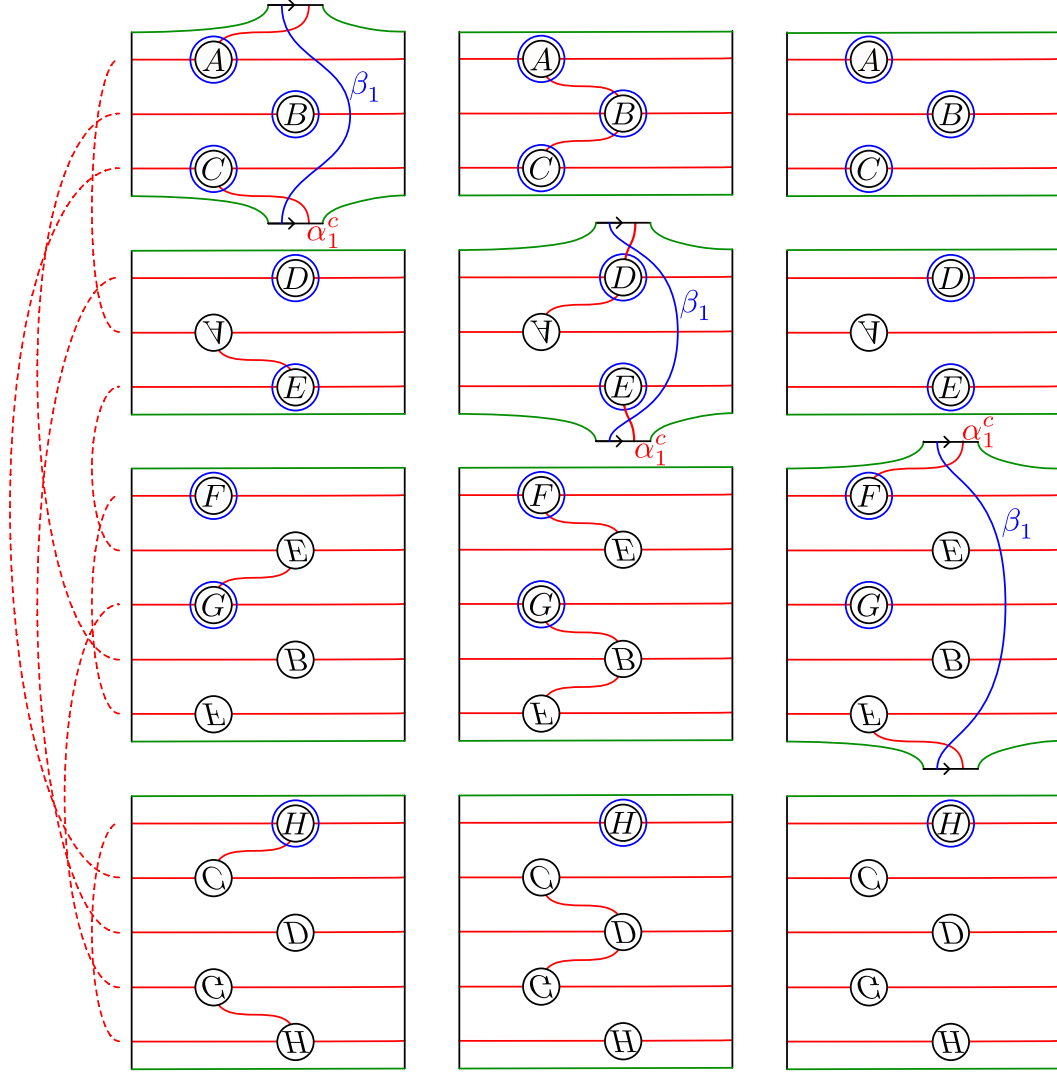 A A A
β₁
B B B
C C C
α₁ᶜ
D D D
β₁
A A A
E E E
α₁ᶜ
α₁ᶜ
F F F
β₁
E E E
G G G
B B B
E E E
H H H
C C C
D D D
C C C
H H H